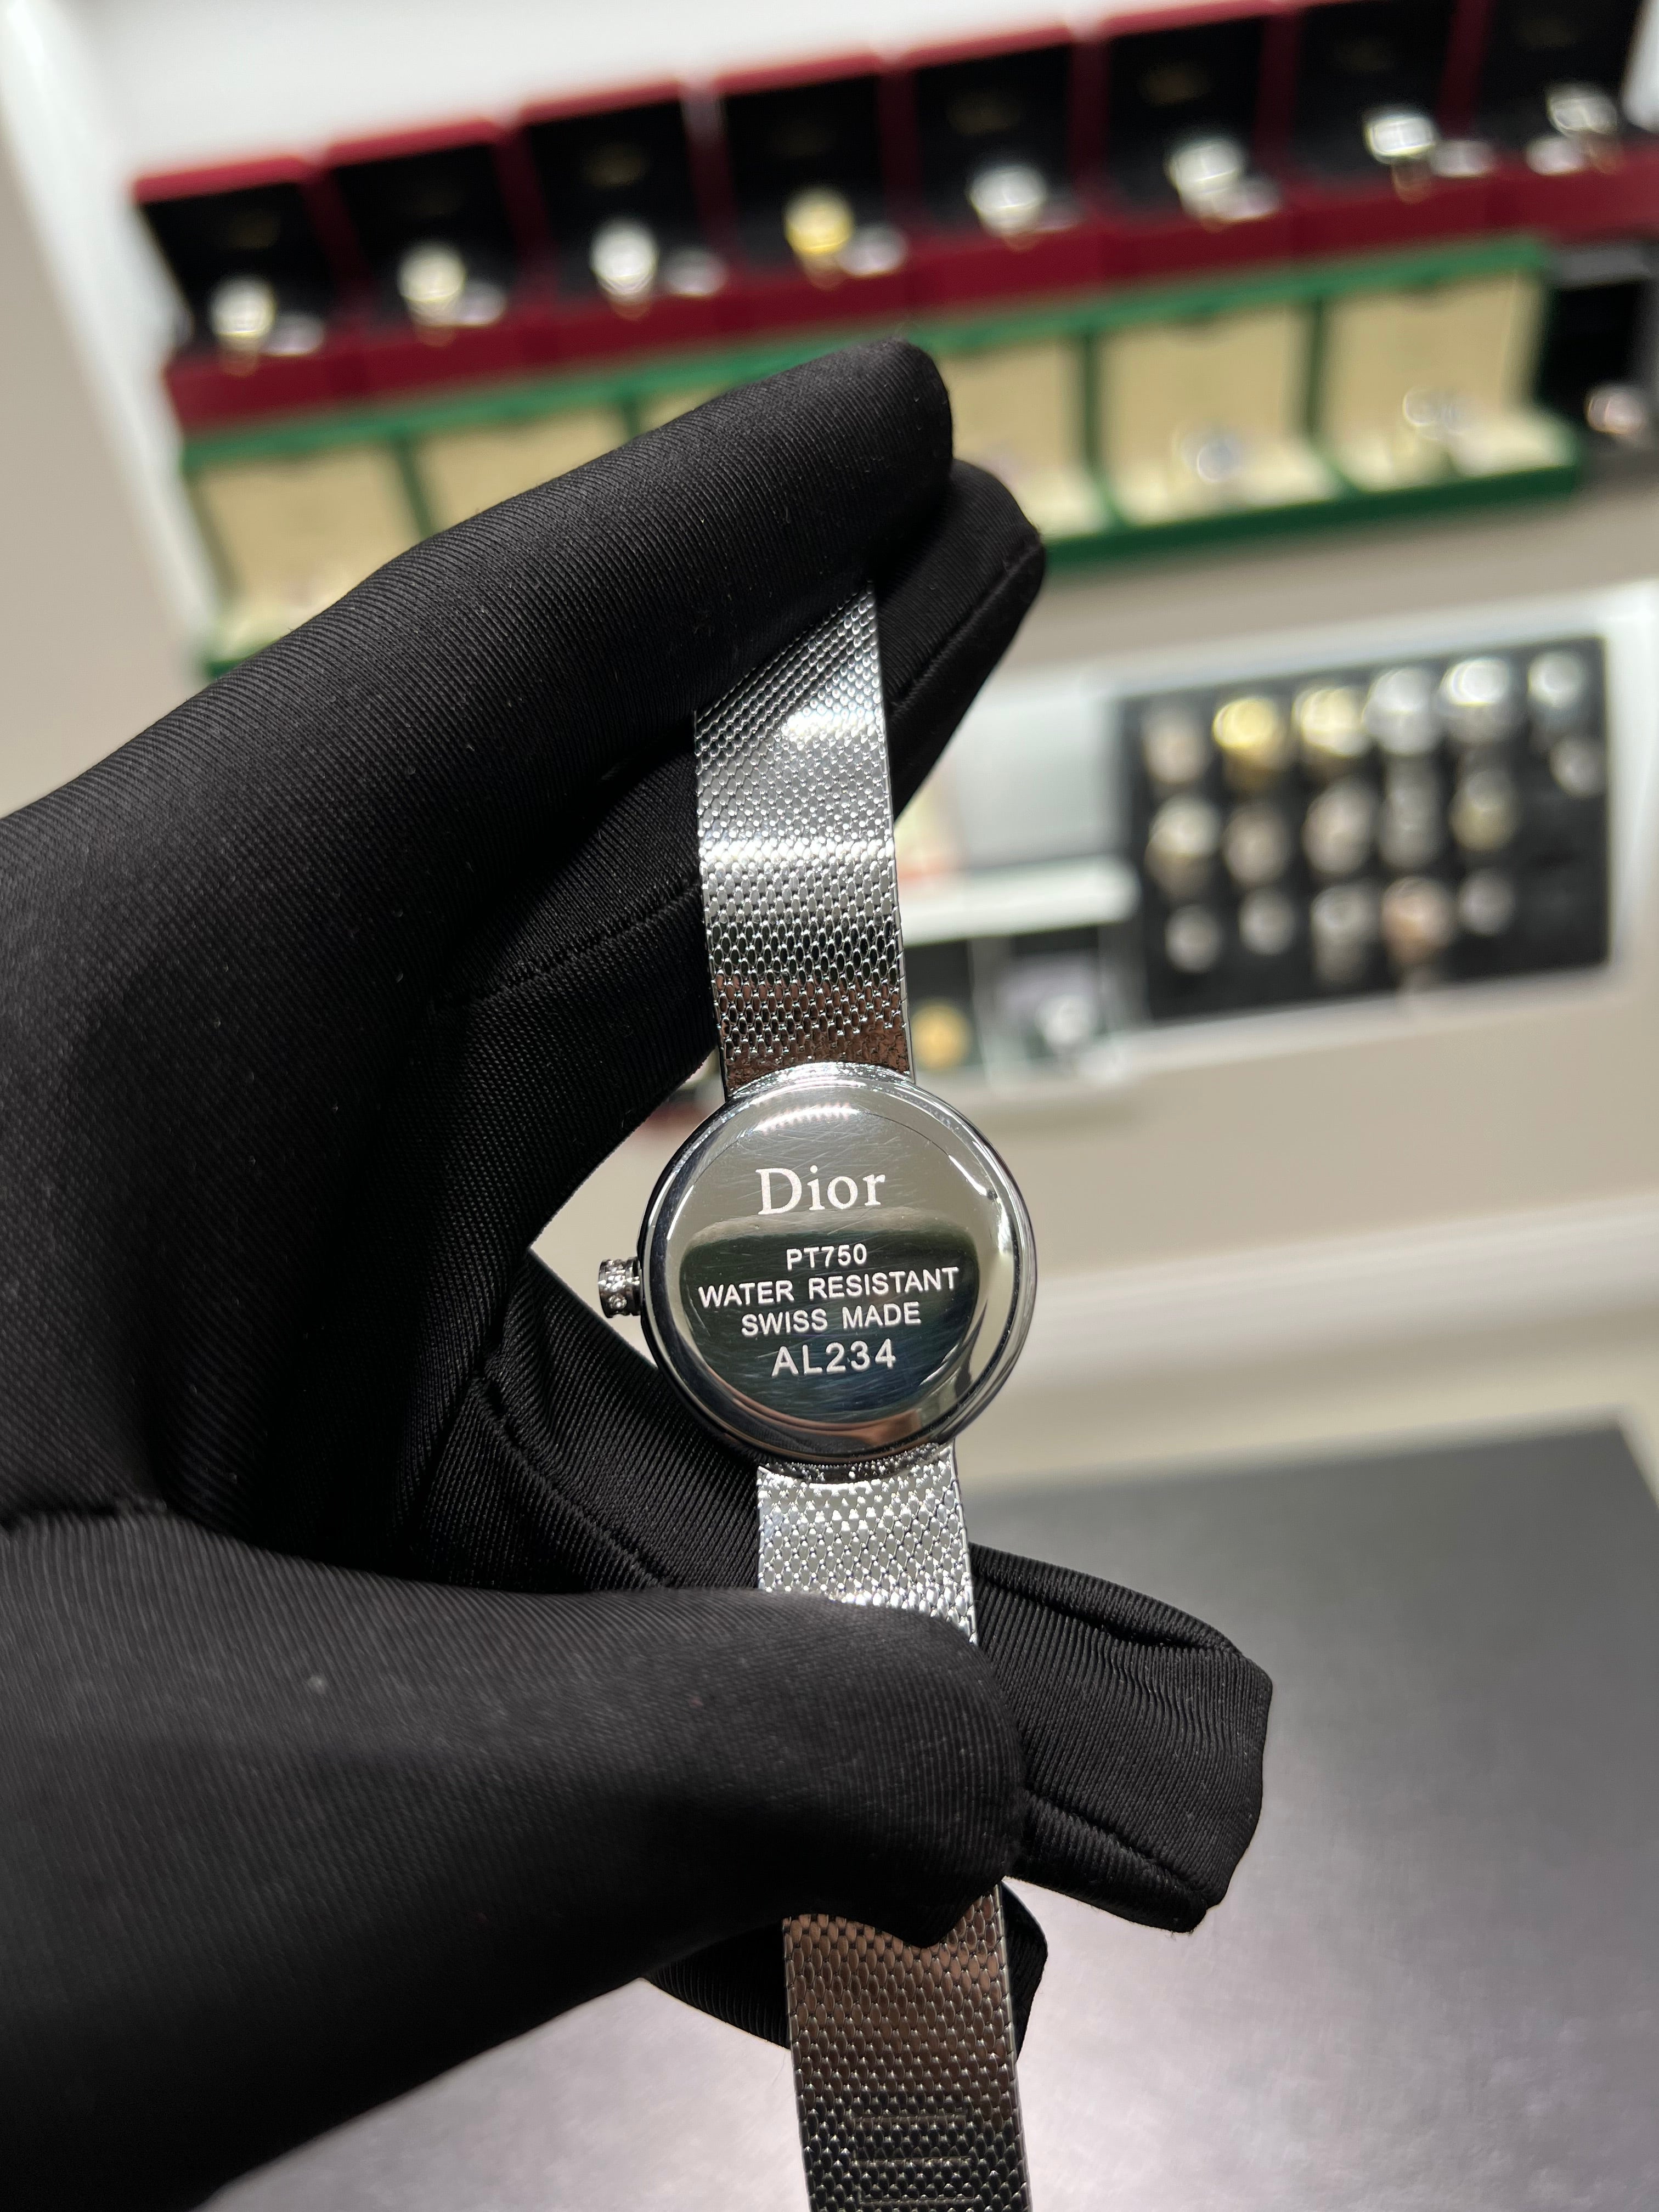 Dior
PT750
WATER RESISTANT
SWISS MADE
AL234